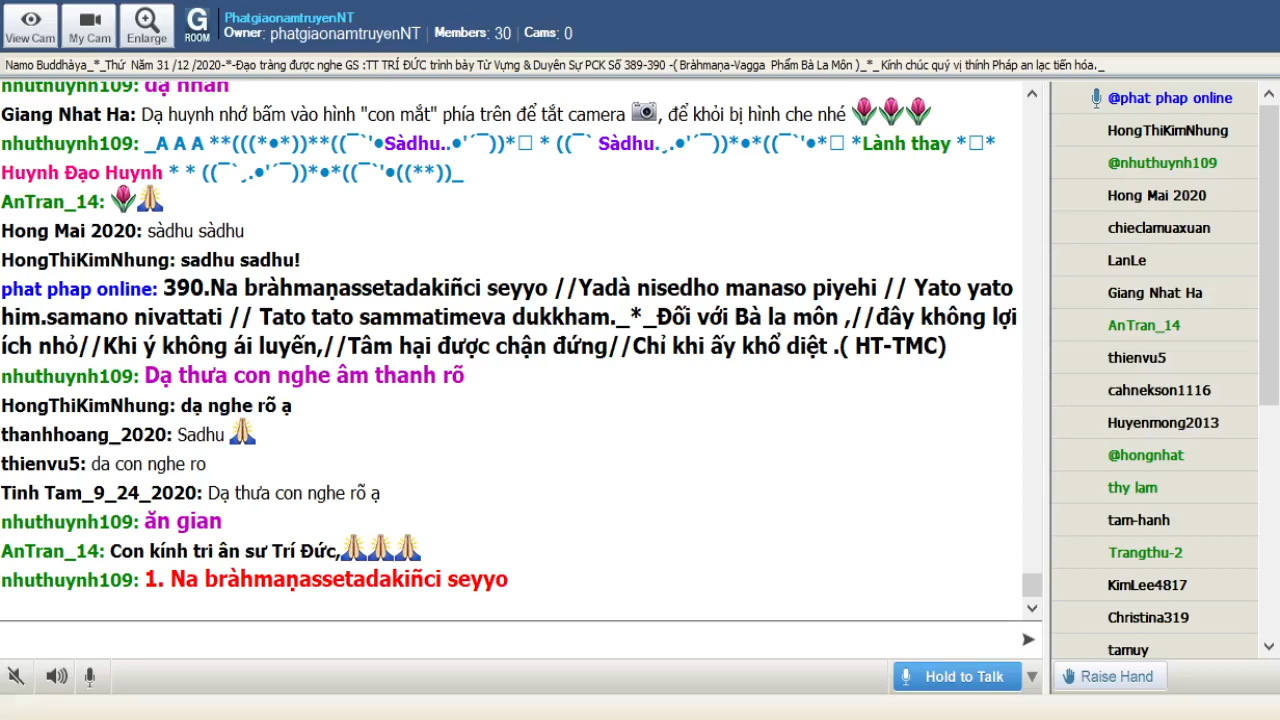 View Cam
My Cam
Enlarge
G
ROOM
PhatgiaonamtruyenNT
Owner: phatgiaonamtruyenNT | Members: 30 | Cams: 0
Namo Buddhàya_*_Thứ Năm 31 /12 /2020-*-Đạo tràng được nghe GS :TT TRÍ ĐỨC trình bày Từ Vựng & Duyên Sự PCK Số 389-390 -( Bràhmaṇa-Vagga Phẩm Bà La Môn )_*_ Kính chúc quý vị thính Pháp an lạc tiến hóa._
nhuthuynh109: dạ nhấn
Giang Nhat Ha: Dạ huynh nhớ bấm vào hình "con mắt" phía trên để tắt camera 📷, để khỏi bị hình che nhé 🌷🌷🌷
nhuthuynh109: _A A A **(((*•*))**((¯`'•Sàdhu..•'´¯))*□ * ((¯` Sàdhu.¸.•'´¯))*•*((¯`'•*□ *Lành thay *□*
Huynh Đạo Huynh * * ((¯`¸.•'´¯))*•*((¯`'•((**))_
AnTran_14: 🌷🙏
Hong Mai 2020: sàdhu sàdhu
HongThiKimNhung: sadhu sadhu!
phat phap online: 390.Na bràhmaṇassetadakiñci seyyo //Yadà nisedho manaso piyehi // Yato yato
him.samano nivattati // Tato tato sammatimeva dukkham._*_Đối với Bà la môn ,//đây không lợi
ích nhỏ//Khi ý không ái luyến,//Tâm hại được chận đứng//Chỉ khi ấy khổ diệt .( HT-TMC)
nhuthuynh109: Dạ thưa con nghe âm thanh rõ
HongThiKimNhung: dạ nghe rõ ạ
thanhhoang_2020: Sadhu 🙏
thienvu5: da con nghe ro
Tinh Tam_9_24_2020: Dạ thưa con nghe rõ ạ
nhuthuynh109: ăn gian
AnTran_14: Con kính tri ân sư Trí Đức,🙏🙏🙏
nhuthuynh109: 1. Na bràhmaṇassetadakiñci seyyo
Hold to Talk
@phat phap online
HongThiKimNhung
@nhuthuynh109
Hong Mai 2020
chieclamuaxuan
LanLe
Giang Nhat Ha
AnTran_14
thienvu5
cahnekson1116
Huyenmong2013
@hongnhat
thy lam
tam-hanh
Trangthu-2
KimLee4817
Christina319
tamuy
Raise Hand